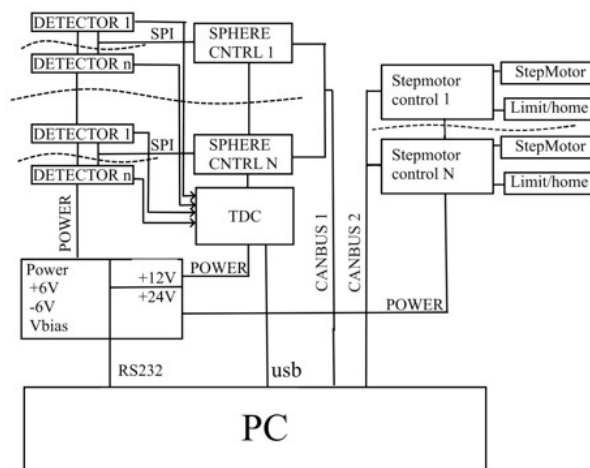 DETECTOR 1
SPI
SPHERE
CNTRL 1
DETECTOR n
Stepmotor
control 1
StepMotor
Limit/home
DETECTOR 1
SPI
SPHERE
CNTRL N
DETECTOR n
Stepmotor
control N
StepMotor
Limit/home
POWER
TDC
CANBUS 1
CANBUS 2
Power
+6V
-6V
Vbias
+12V
+24V
POWER
POWER
RS232
usb
PC